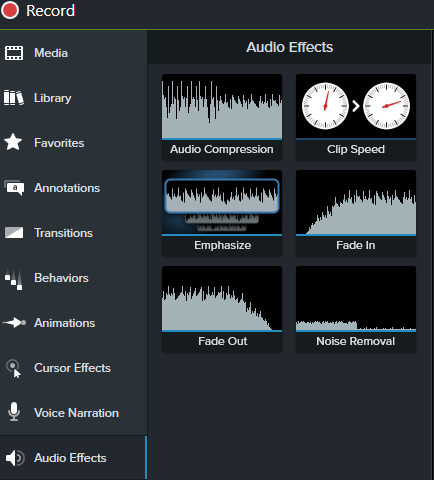 Record
Media
Library
Favorites
a
Annotations
Transitions
Behaviors
Animations
Cursor Effects
Voice Narration
Audio Effects
Audio Effects
Audio Compression
Clip Speed
Emphasize
Fade In
Fade Out
Noise Removal